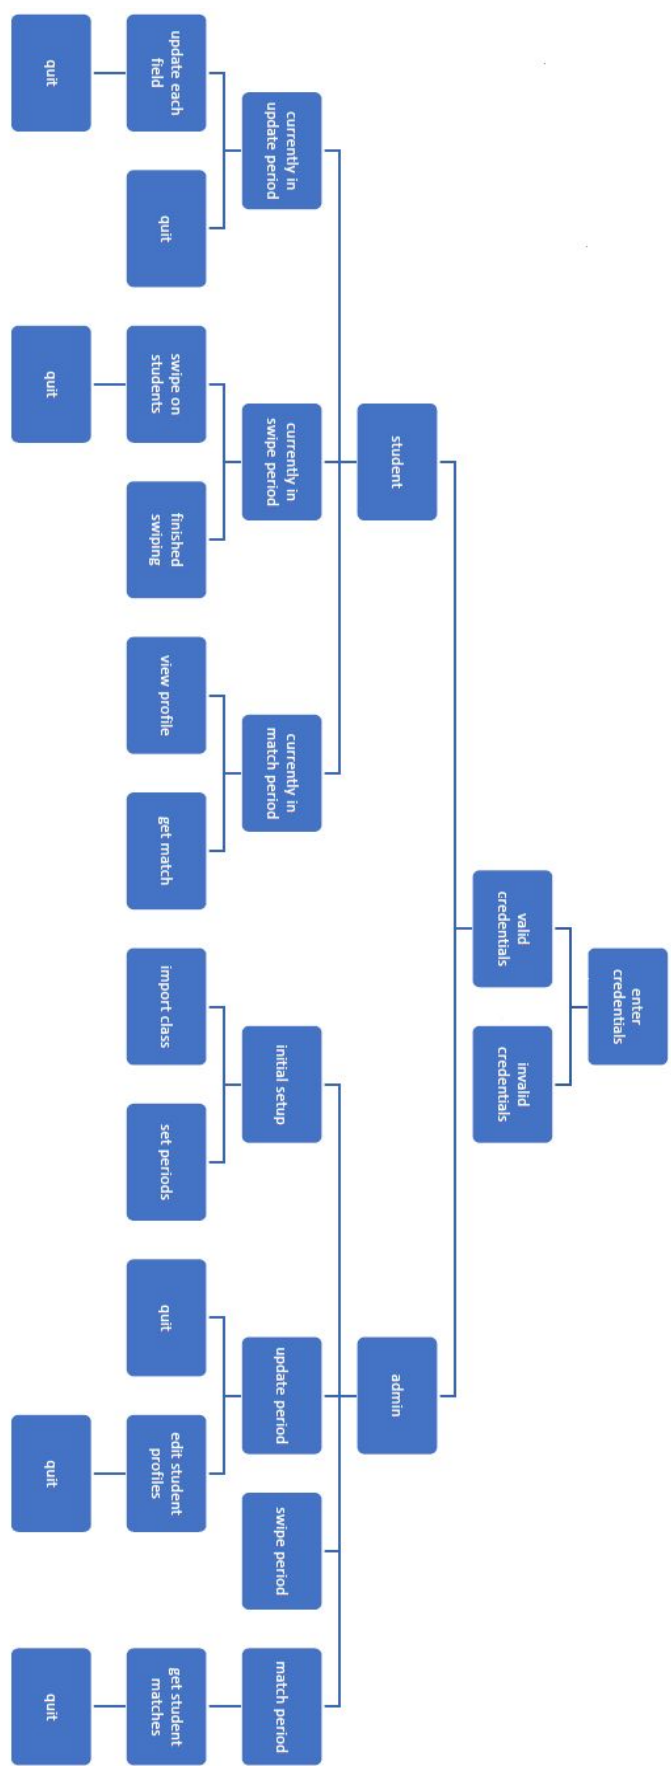 enter
credentials
valid
credentials
invalid
credentials
student
admin
currently in
update period
currently in
swipe period
currently in
match period
initial setup
update period
swipe period
match period
update each
field
quit
swipe on
students
finished
swiping
view profile
get match
import class
set periods
quit
edit student
profiles
get student
matches
quit
quit
quit
quit